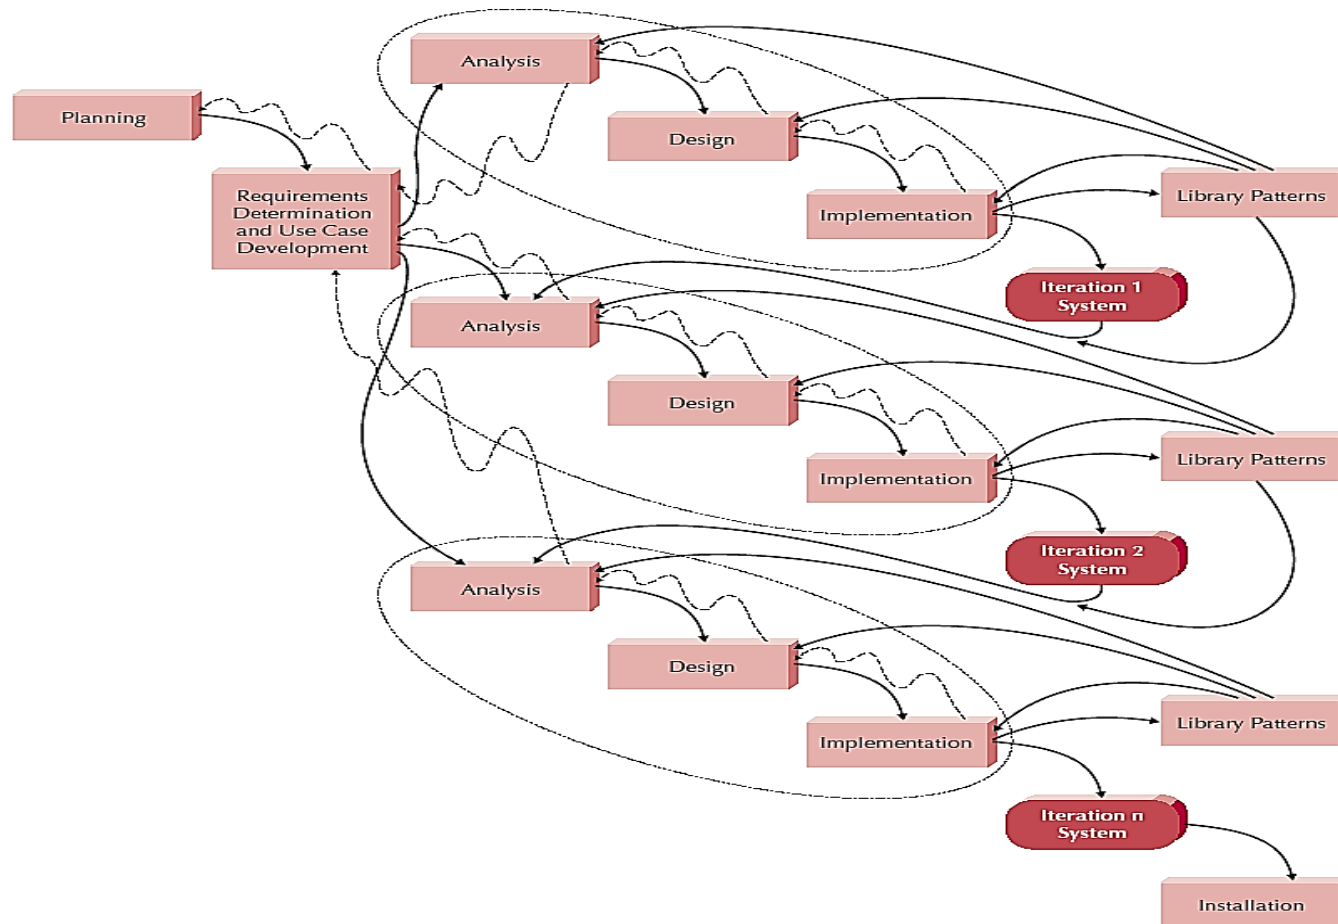 Analysis
Planning
Design
Requirements
Determination
and Use Case
Development
Implementation
Library Patterns
Iteration 1
System
Analysis
Design
Implementation
Library Patterns
Iteration 2
System
Analysis
Design
Implementation
Library Patterns
Iteration n
System
Installation